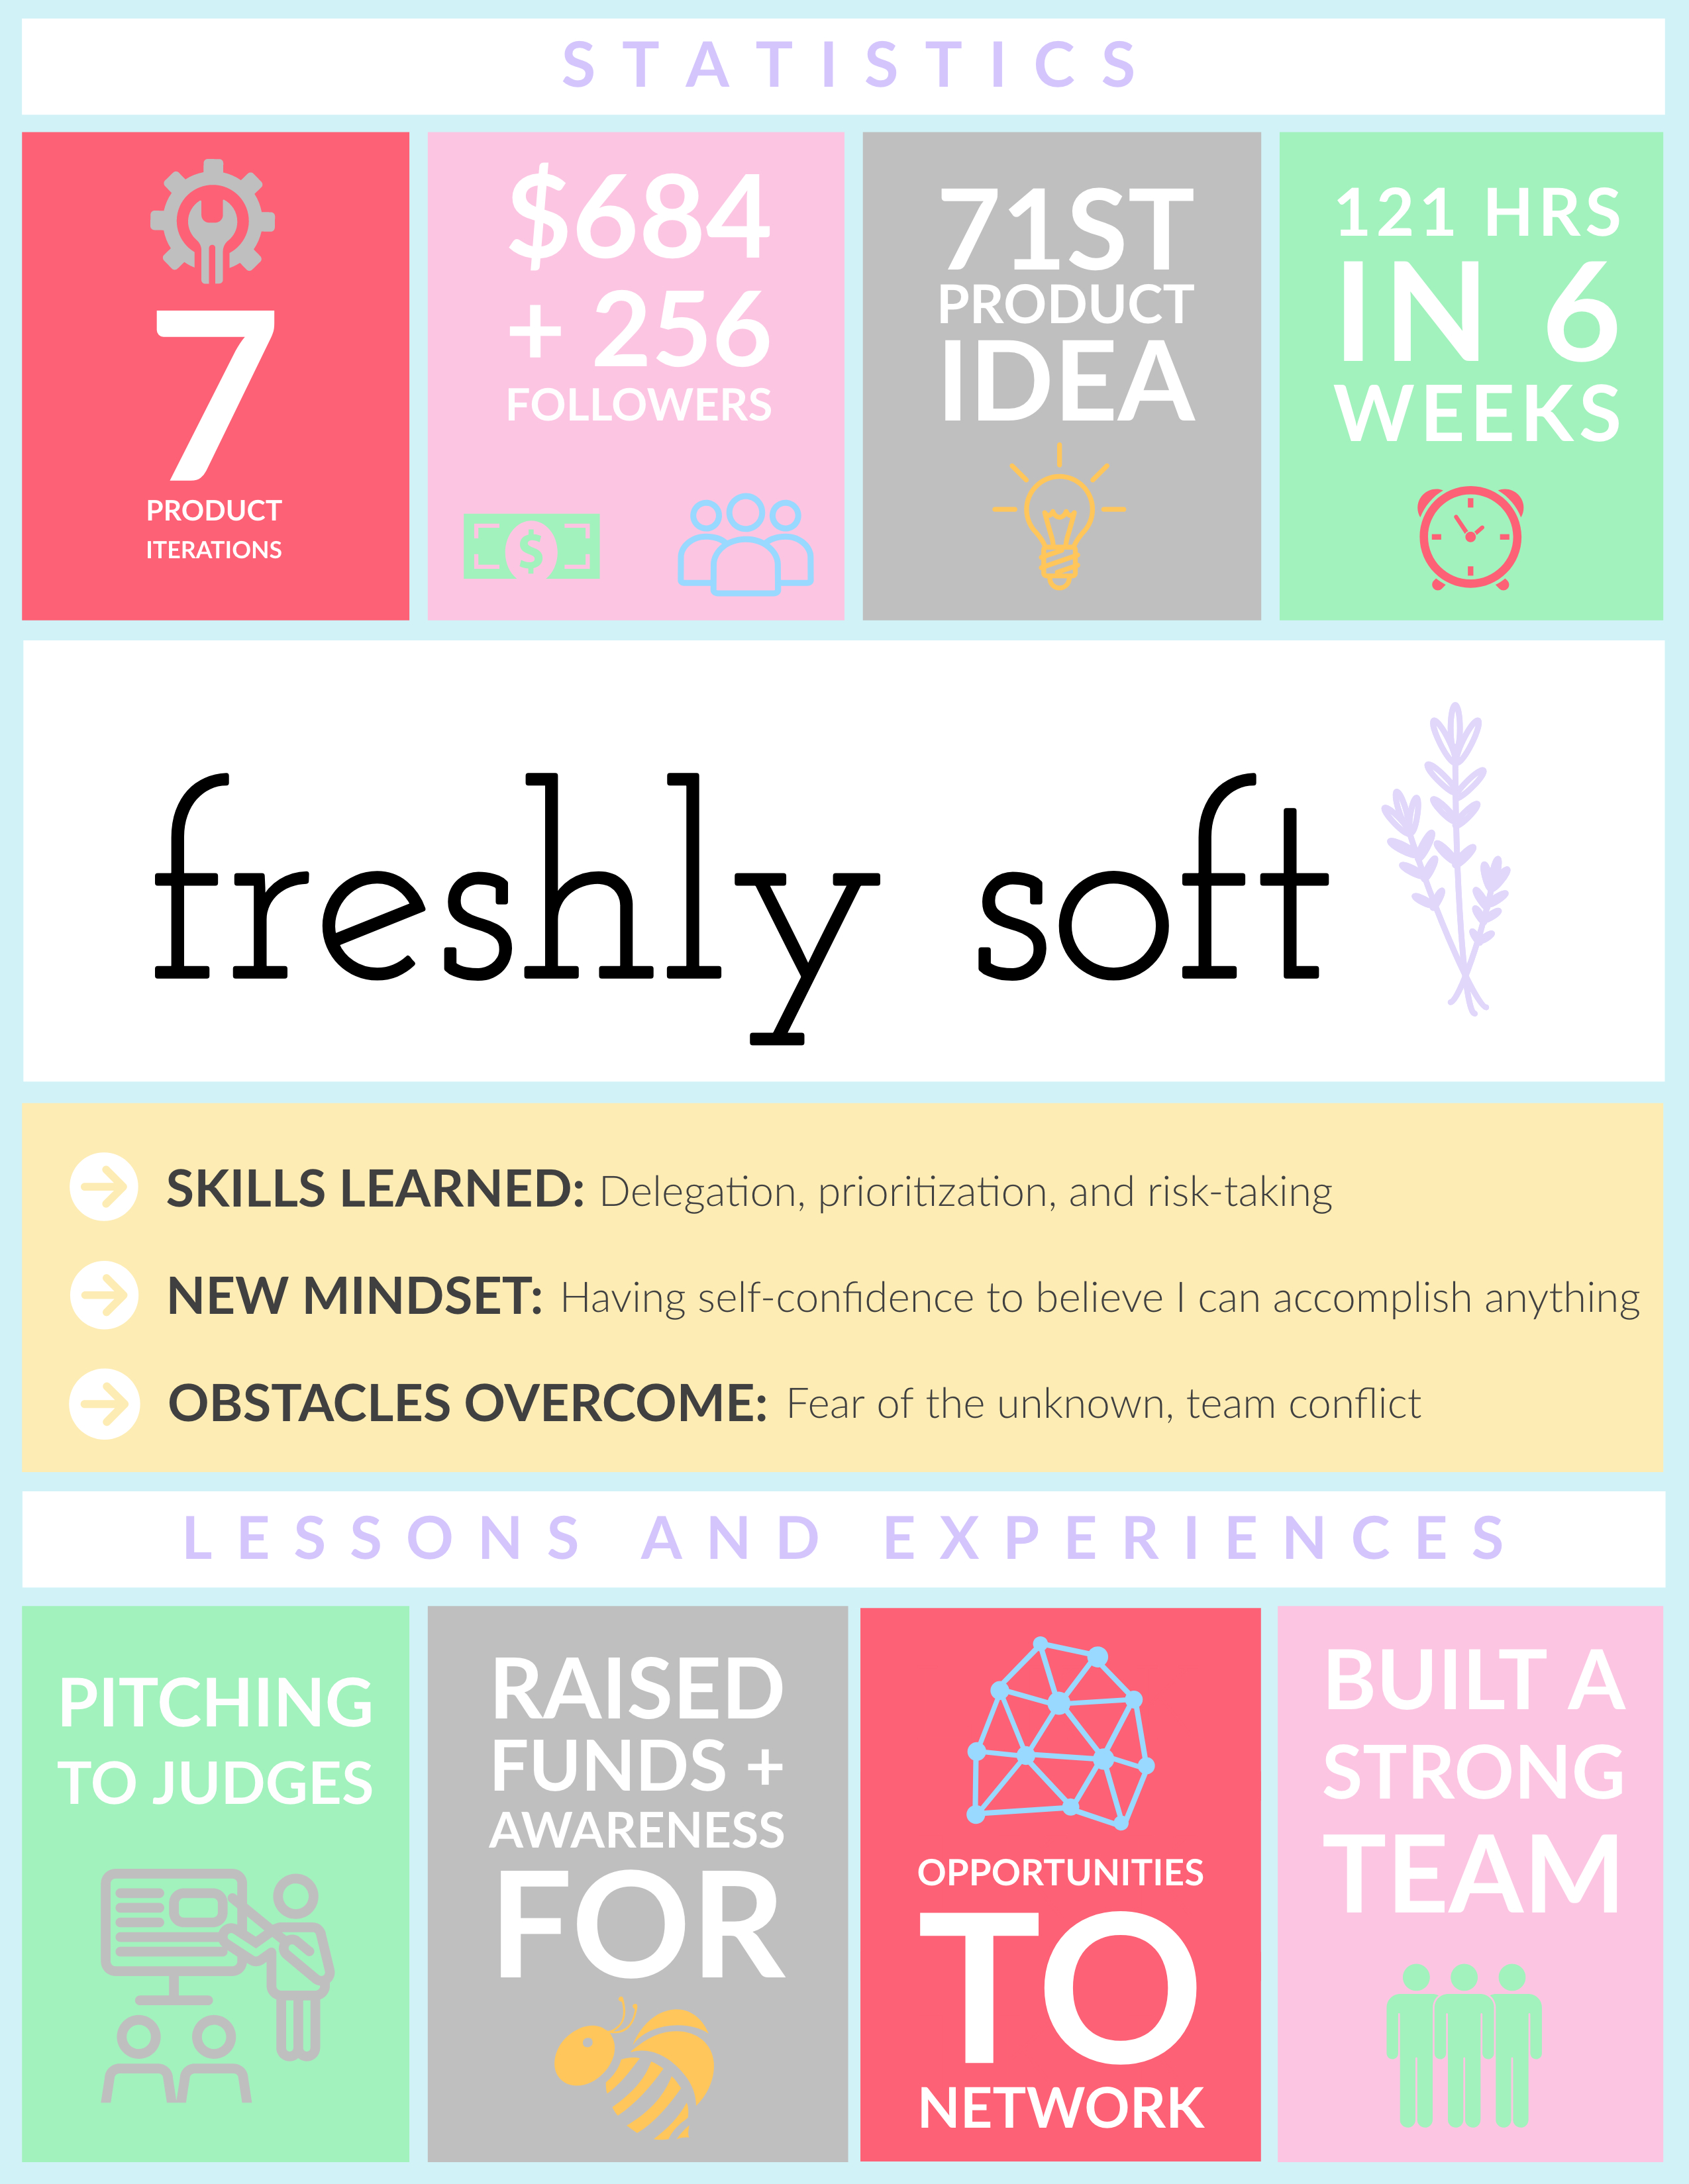 STATISTICS
7
PRODUCT
ITERATIONS
$684
+ 256
FOLLOWERS
$
71ST
PRODUCT
IDEA
121 HRS
IN 6
WEEKS
freshly soft
SKILLS LEARNED: Delegation, prioritization, and risk-taking
NEW MINDSET: Having self-confidence to believe I can accomplish anything
OBSTACLES OVERCOME: Fear of the unknown, team conflict
LESSONS AND EXPERIENCES
PITCHING
TO JUDGES
RAISED
FUNDS +
AWARENESS
FOR
OPPORTUNITIES
TO
NETWORK
BUILT A
STRONG
TEAM